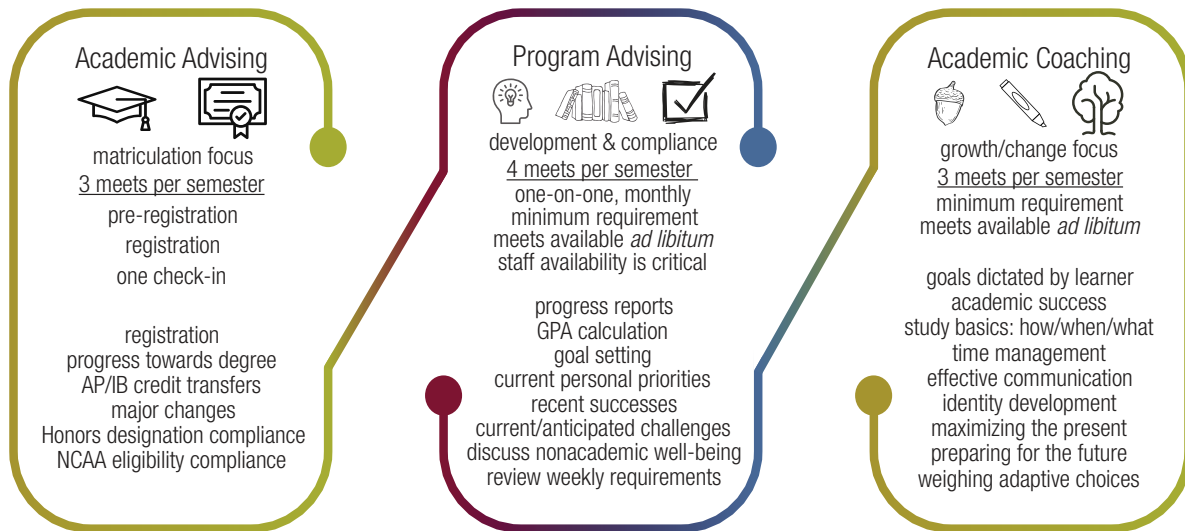 Academic Advising
matriculation focus
3 meets per semester
pre-registration
registration
one check-in
registration
progress towards degree
AP/IB credit transfers
major changes
Honors designation compliance
NCAA eligibility compliance
Program Advising
development & compliance
4 meets per semester
one-on-one, monthly
minimum requirement
meets available ad libitum
staff availability is critical
progress reports
GPA calculation
goal setting
current personal priorities
recent successes
current/anticipated challenges
discuss nonacademic well-being
review weekly requirements
Academic Coaching
growth/change focus
3 meets per semester
minimum requirement
meets available ad libitum
goals dictated by learner
academic success
study basics: how/when/what
time management
effective communication
identity development
maximizing the present
preparing for the future
weighing adaptive choices